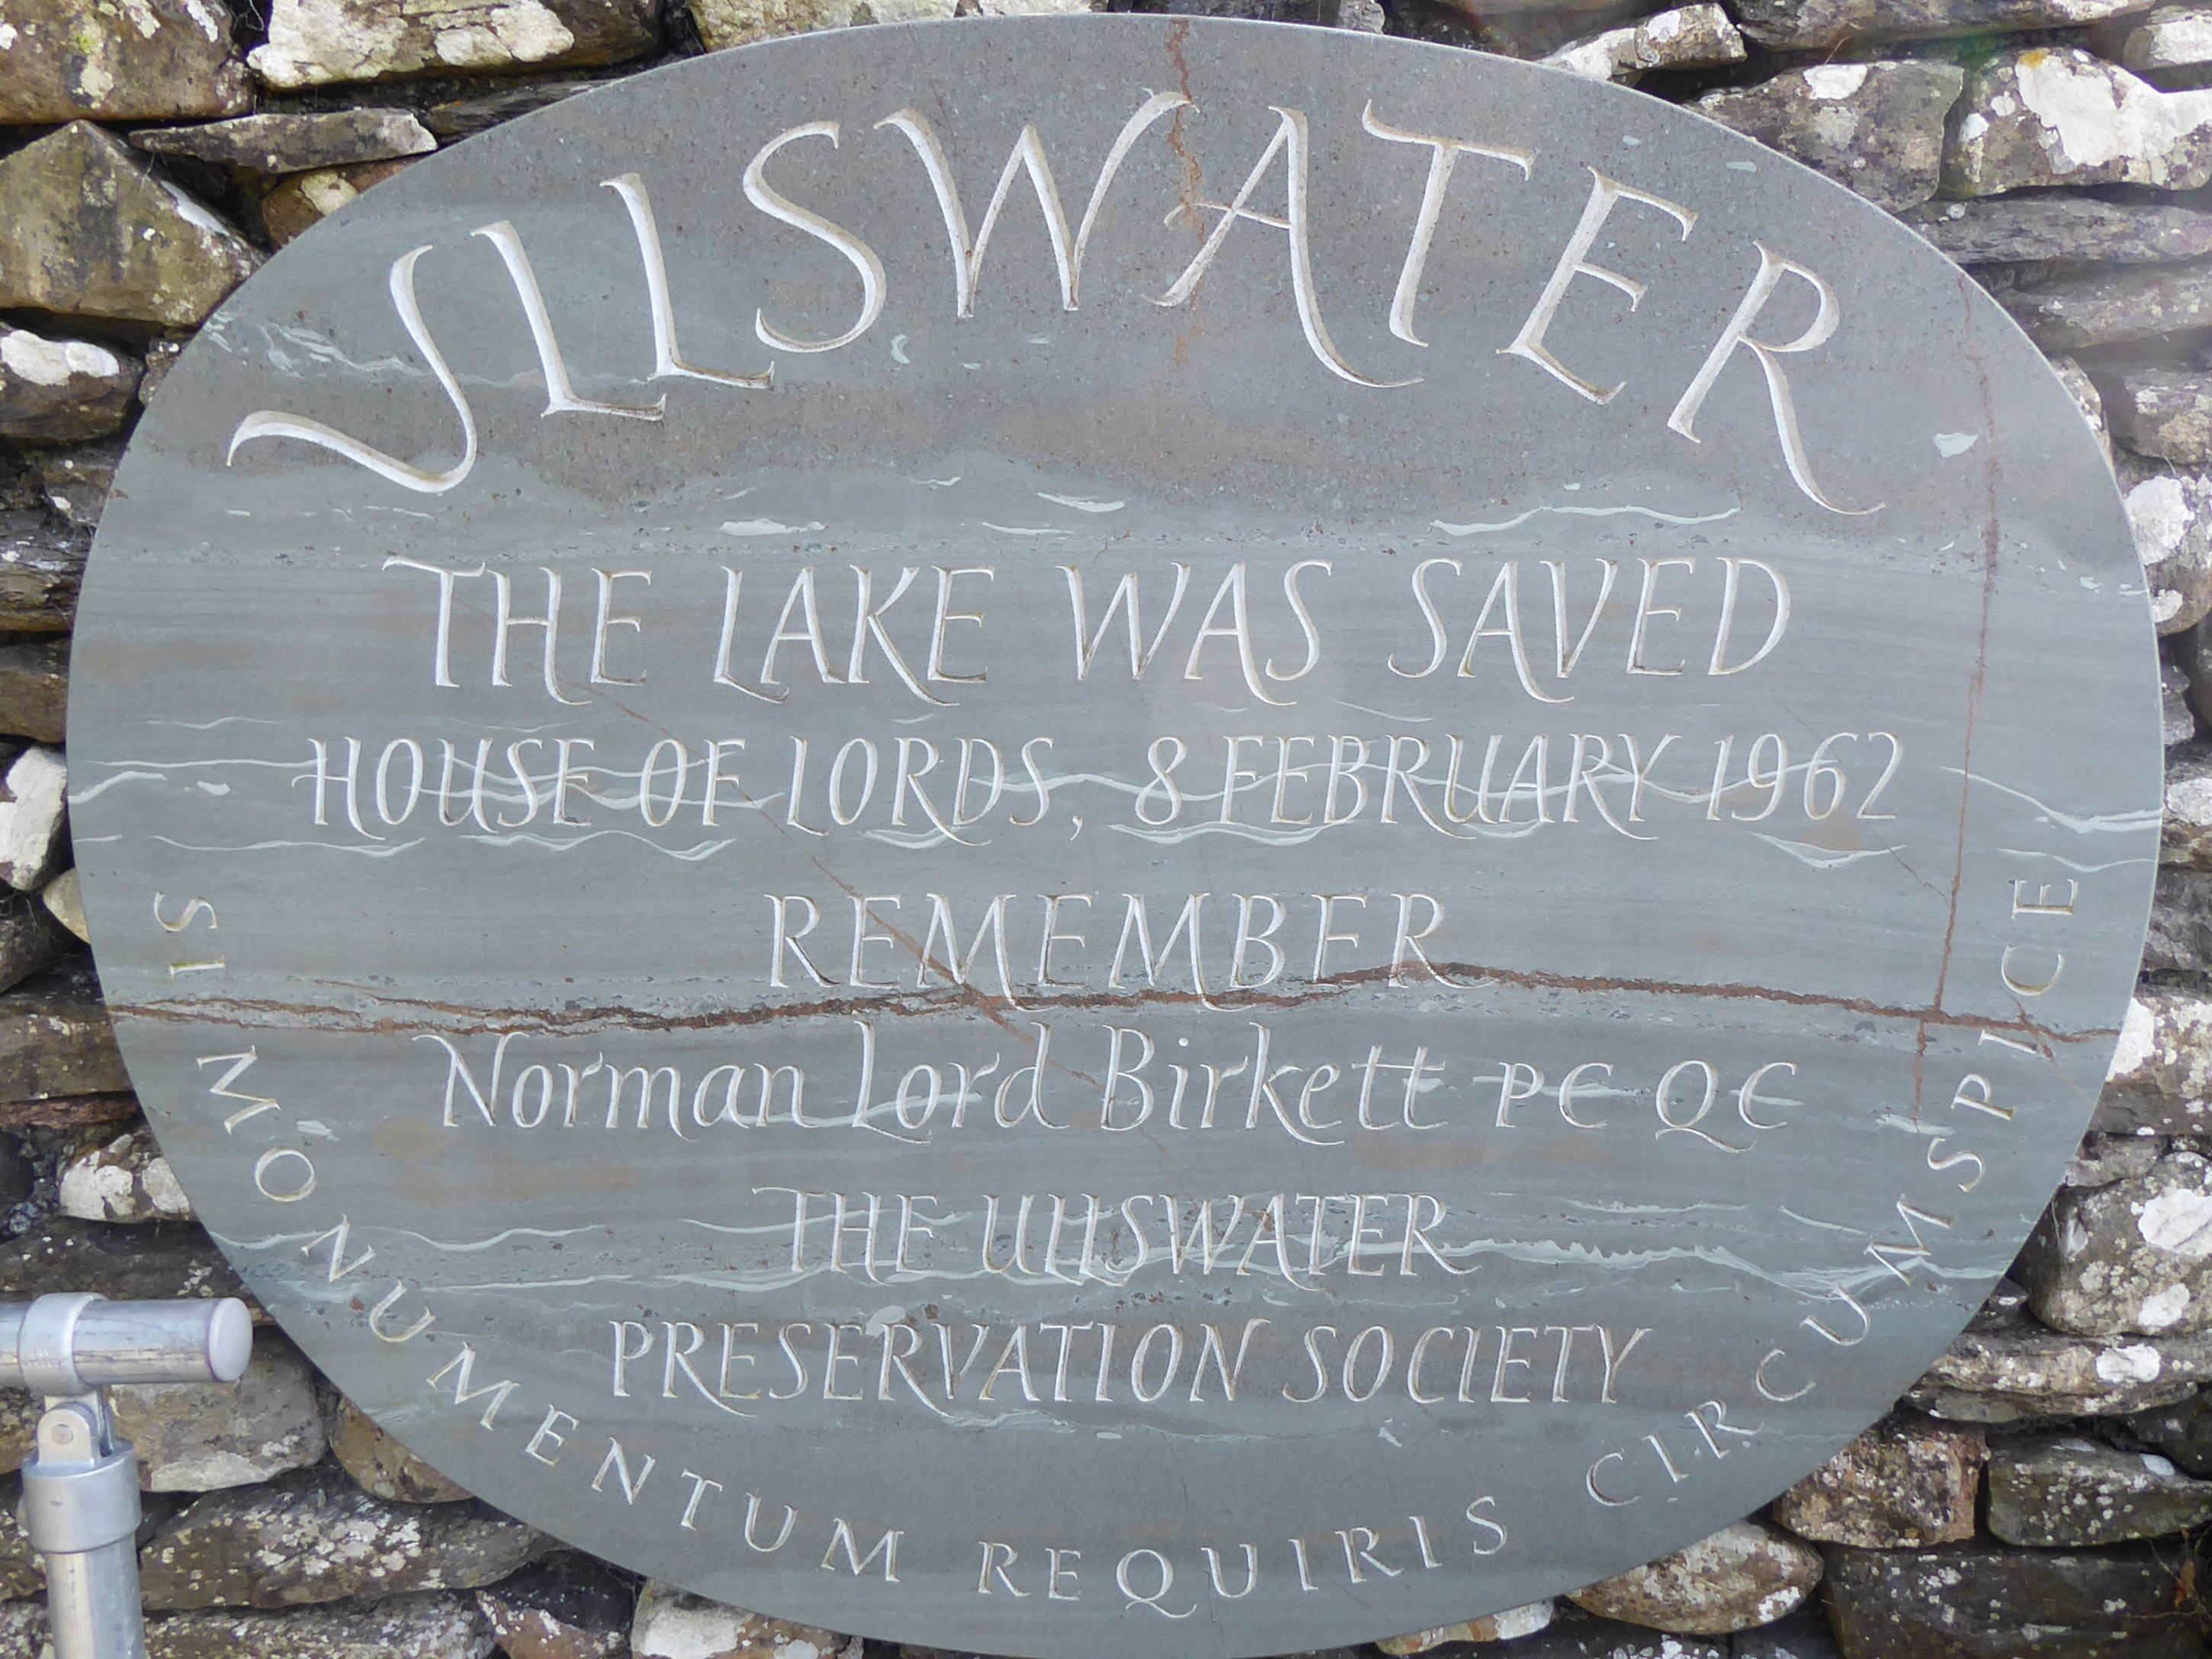 ULLSWATER
THE LAKE WAS SAVED
HOUSE OF LORDS, 8 FEBRUARY 1962
REMEMBER
Norman Lord Birkett PC QC
THE ULLSWATER
PRESERVATION SOCIETY
SI MONUMENTUM REQUIRIS CIRCUMSPICE